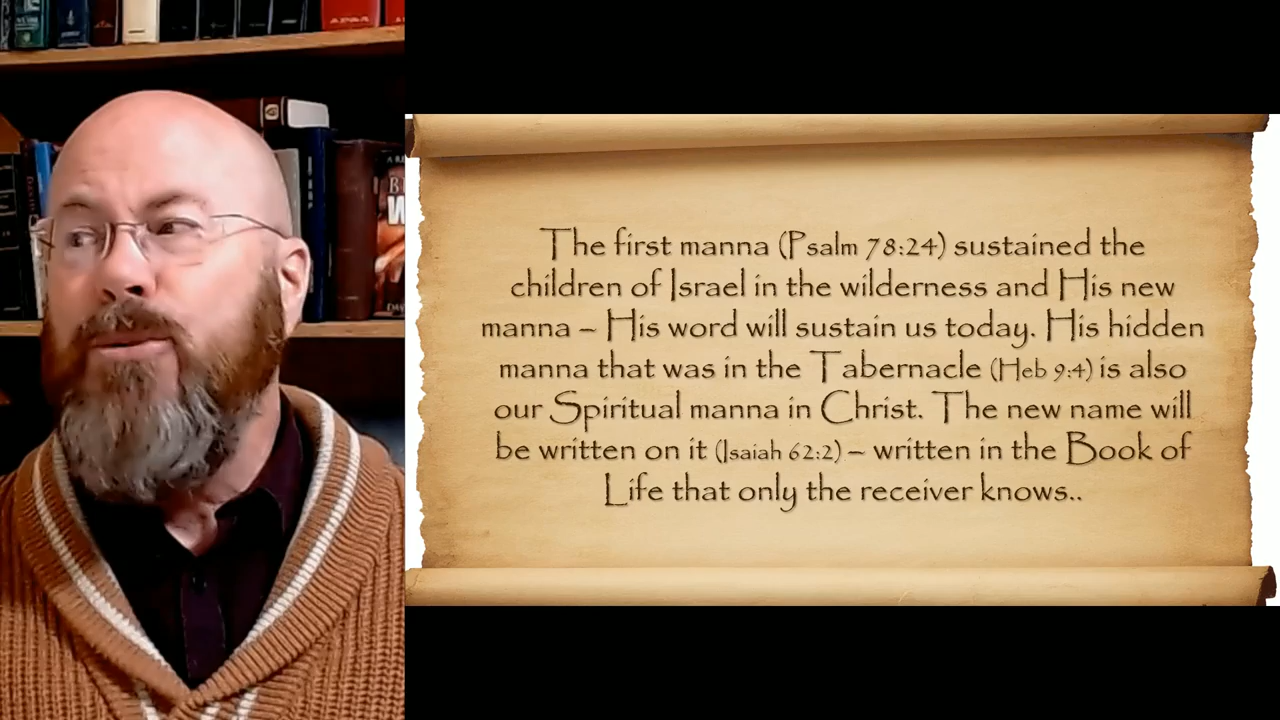 The first manna (Psalm 78:24) sustained the
children of Israel in the wilderness and His new
manna – His word will sustain us today. His hidden
manna that was in the Tabernacle (Heb 9:4) is also
our Spiritual manna in Christ. The new name will
be written on it (Isaiah 62:2) – written in the Book of
Life that only the receiver knows..